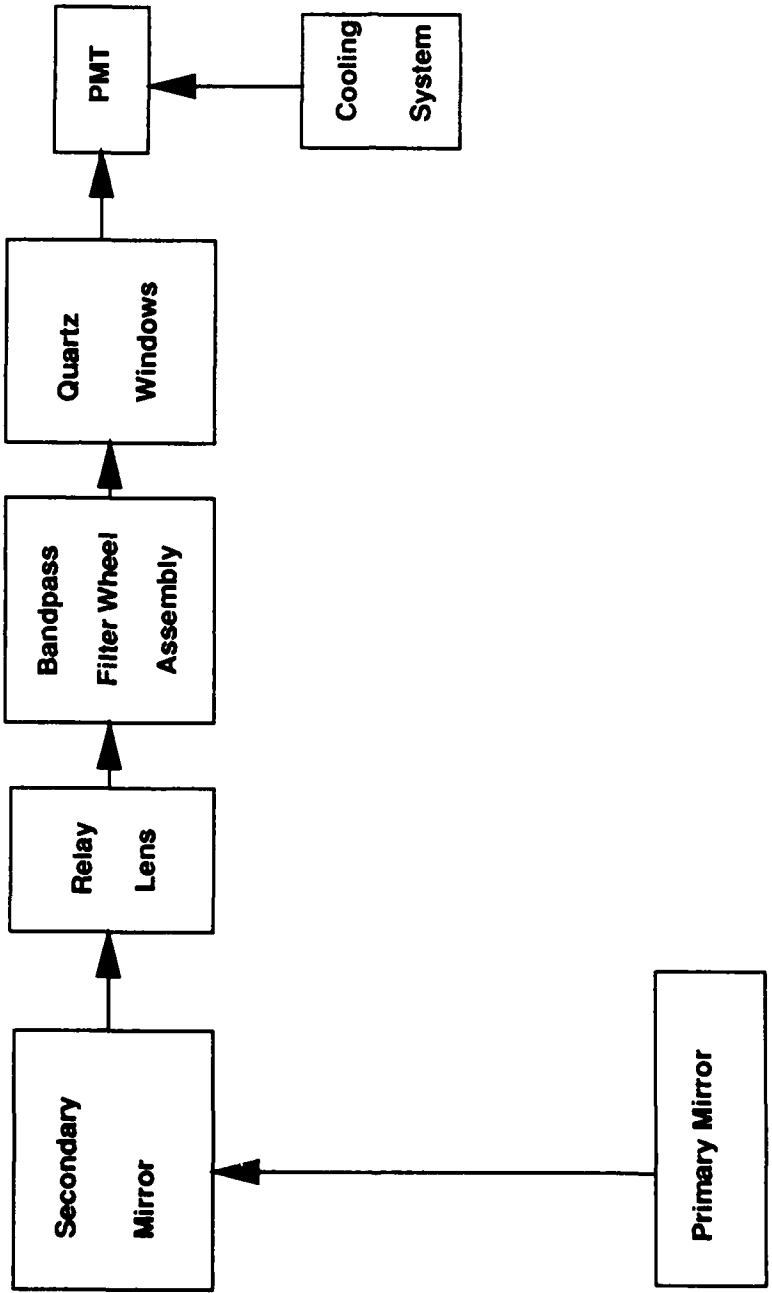 Secondary
Mirror
Relay
Lens
Bandpass
Filter Wheel
Assembly
Quartz
Windows
PMT
Primary Mirror
Cooling
System